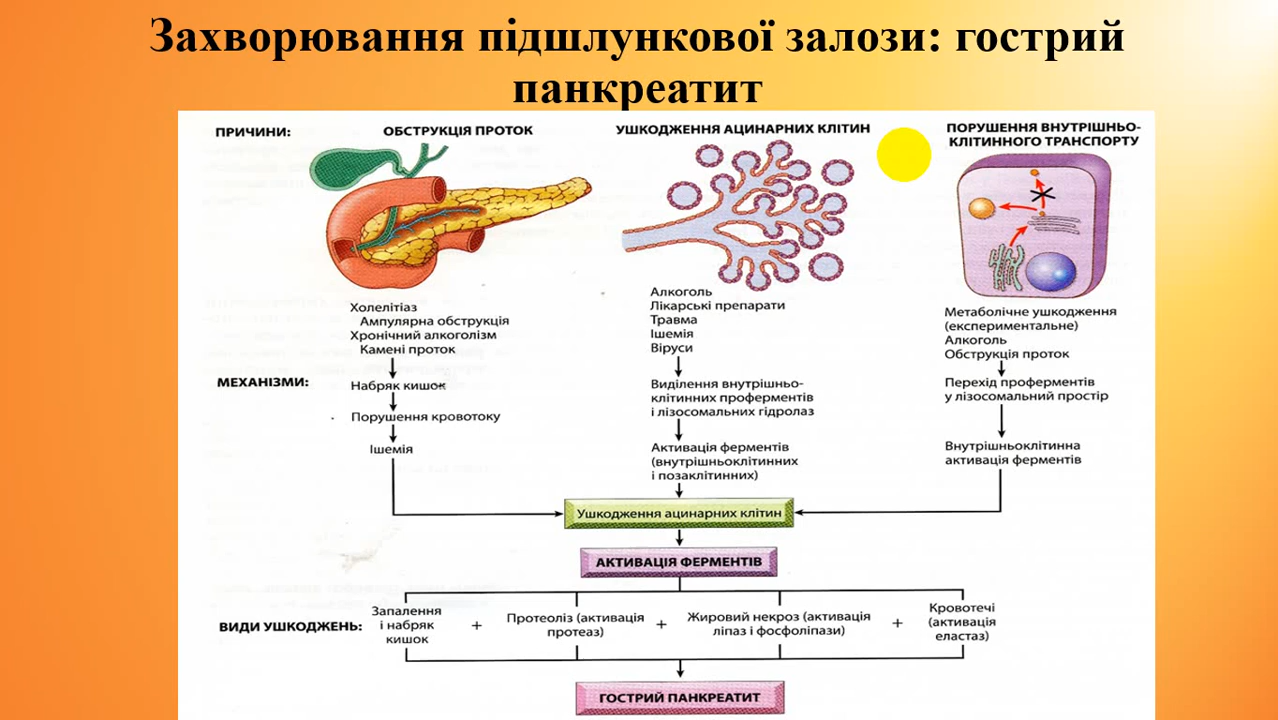 Захворювання підшлункової залози: гострий
панкреатит
ПРИЧИНИ:
ОБСТРУКЦІЯ ПРОТОК
УШКОДЖЕННЯ АЦИНАРНИХ КЛІТИН
ПОРУШЕННЯ ВНУТРІШНЬО-
КЛІТИННОГО ТРАНСПОРТУ
Холелітіаз
Ампулярна обструкція
Хронічний алкоголізм
Камені проток
Алкоголь
Лікарські препарати
Травма
Ішемія
Віруси
Метаболічне ушкодження
(експериментальне)
Алкоголь
Обструкція проток
МЕХАНІЗМИ:
Набряк кишок
Порушення кровотоку
Ішемія
Виділення внутрішньо-
клітинних проферментів
і лізосомальних гідролаз
Активація ферментів
(внутрішньоклітинних
і позаклітинних)
Перехід проферментів
у лізосомальний простір
Внутрішньоклітинна
активація ферментів
Ушкодження ацинарних клітин
АКТИВАЦІЯ ФЕРМЕНТІВ
ВИДИ УШКОДЖЕНЬ:
Запалення
і набряк
кишок
+
Протеоліз (активація
протеаз)
+
Жировий некроз (активація
ліпаз і фосфоліпази)
+
Кровотечі
(активація
еластаз)
ГОСТРИЙ ПАНКРЕАТИТ